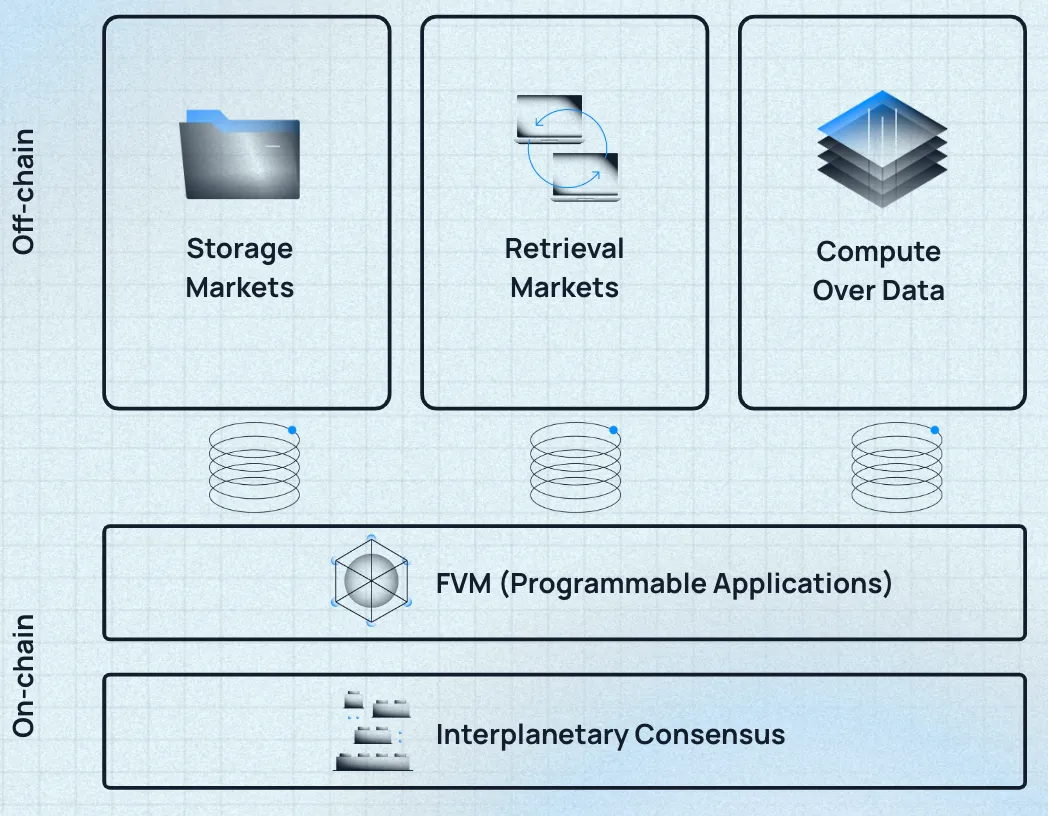 Off-chain
Storage
Markets
Retrieval
Markets
Compute
Over Data
On-chain
FVM (Programmable Applications)
Interplanetary Consensus